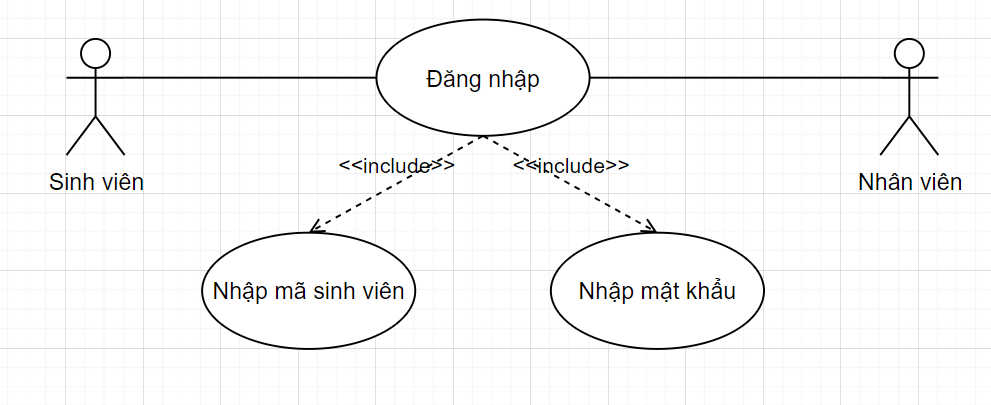 Đăng nhập
<<include>>
<<include>>
Sinh viên
Nhân viên
Nhập mã sinh viên
Nhập mật khẩu